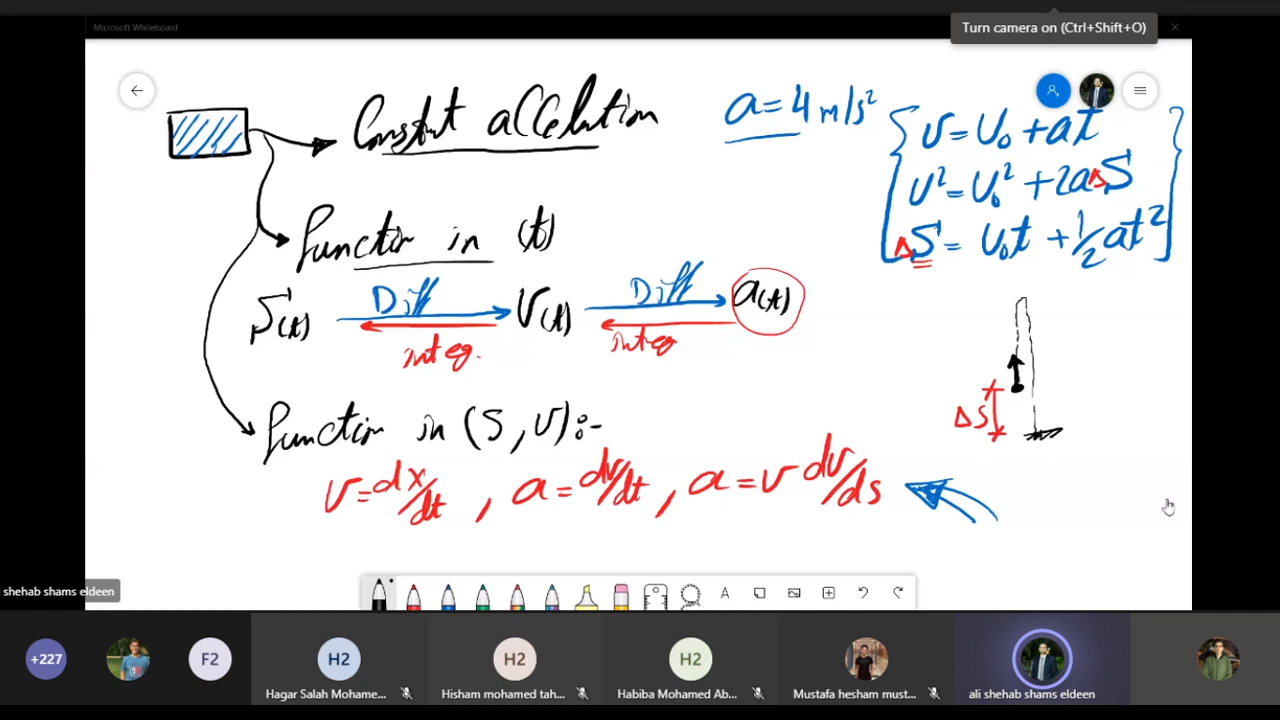 Microsoft Whiteboard
Turn camera on (Ctrl+Shift+O)
Constant accelution
a = 4 m/s²
v = v₀ + at
v² = v₀² + 2aΔS
ΔS = v₀t + 1/2 at²
function in (t)
S(t) Diff v(t) Diff a(t)
integ. integ
ΔS
function in (S, v):-
v = dx/dt , a = dv/dt , a = v dv/ds
i shehab shams eldeen
A
+227
F2
H2
H2
H2
Hagar Salah Mohame...
Hisham mohamed tah...
Habiba Mohamed Ab...
Mustafa hesham must...
ali shehab shams eldeen